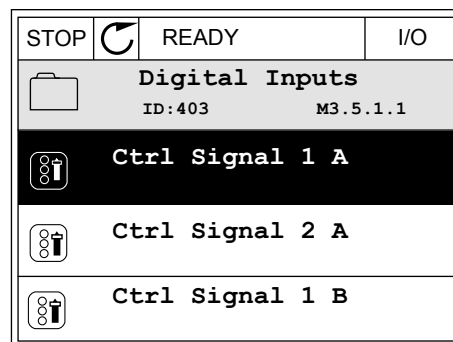 STOP READY I/O
Digital Inputs
ID:403 M3.5.1.1
Ctrl Signal 1 A
Ctrl Signal 2 A
Ctrl Signal 1 B